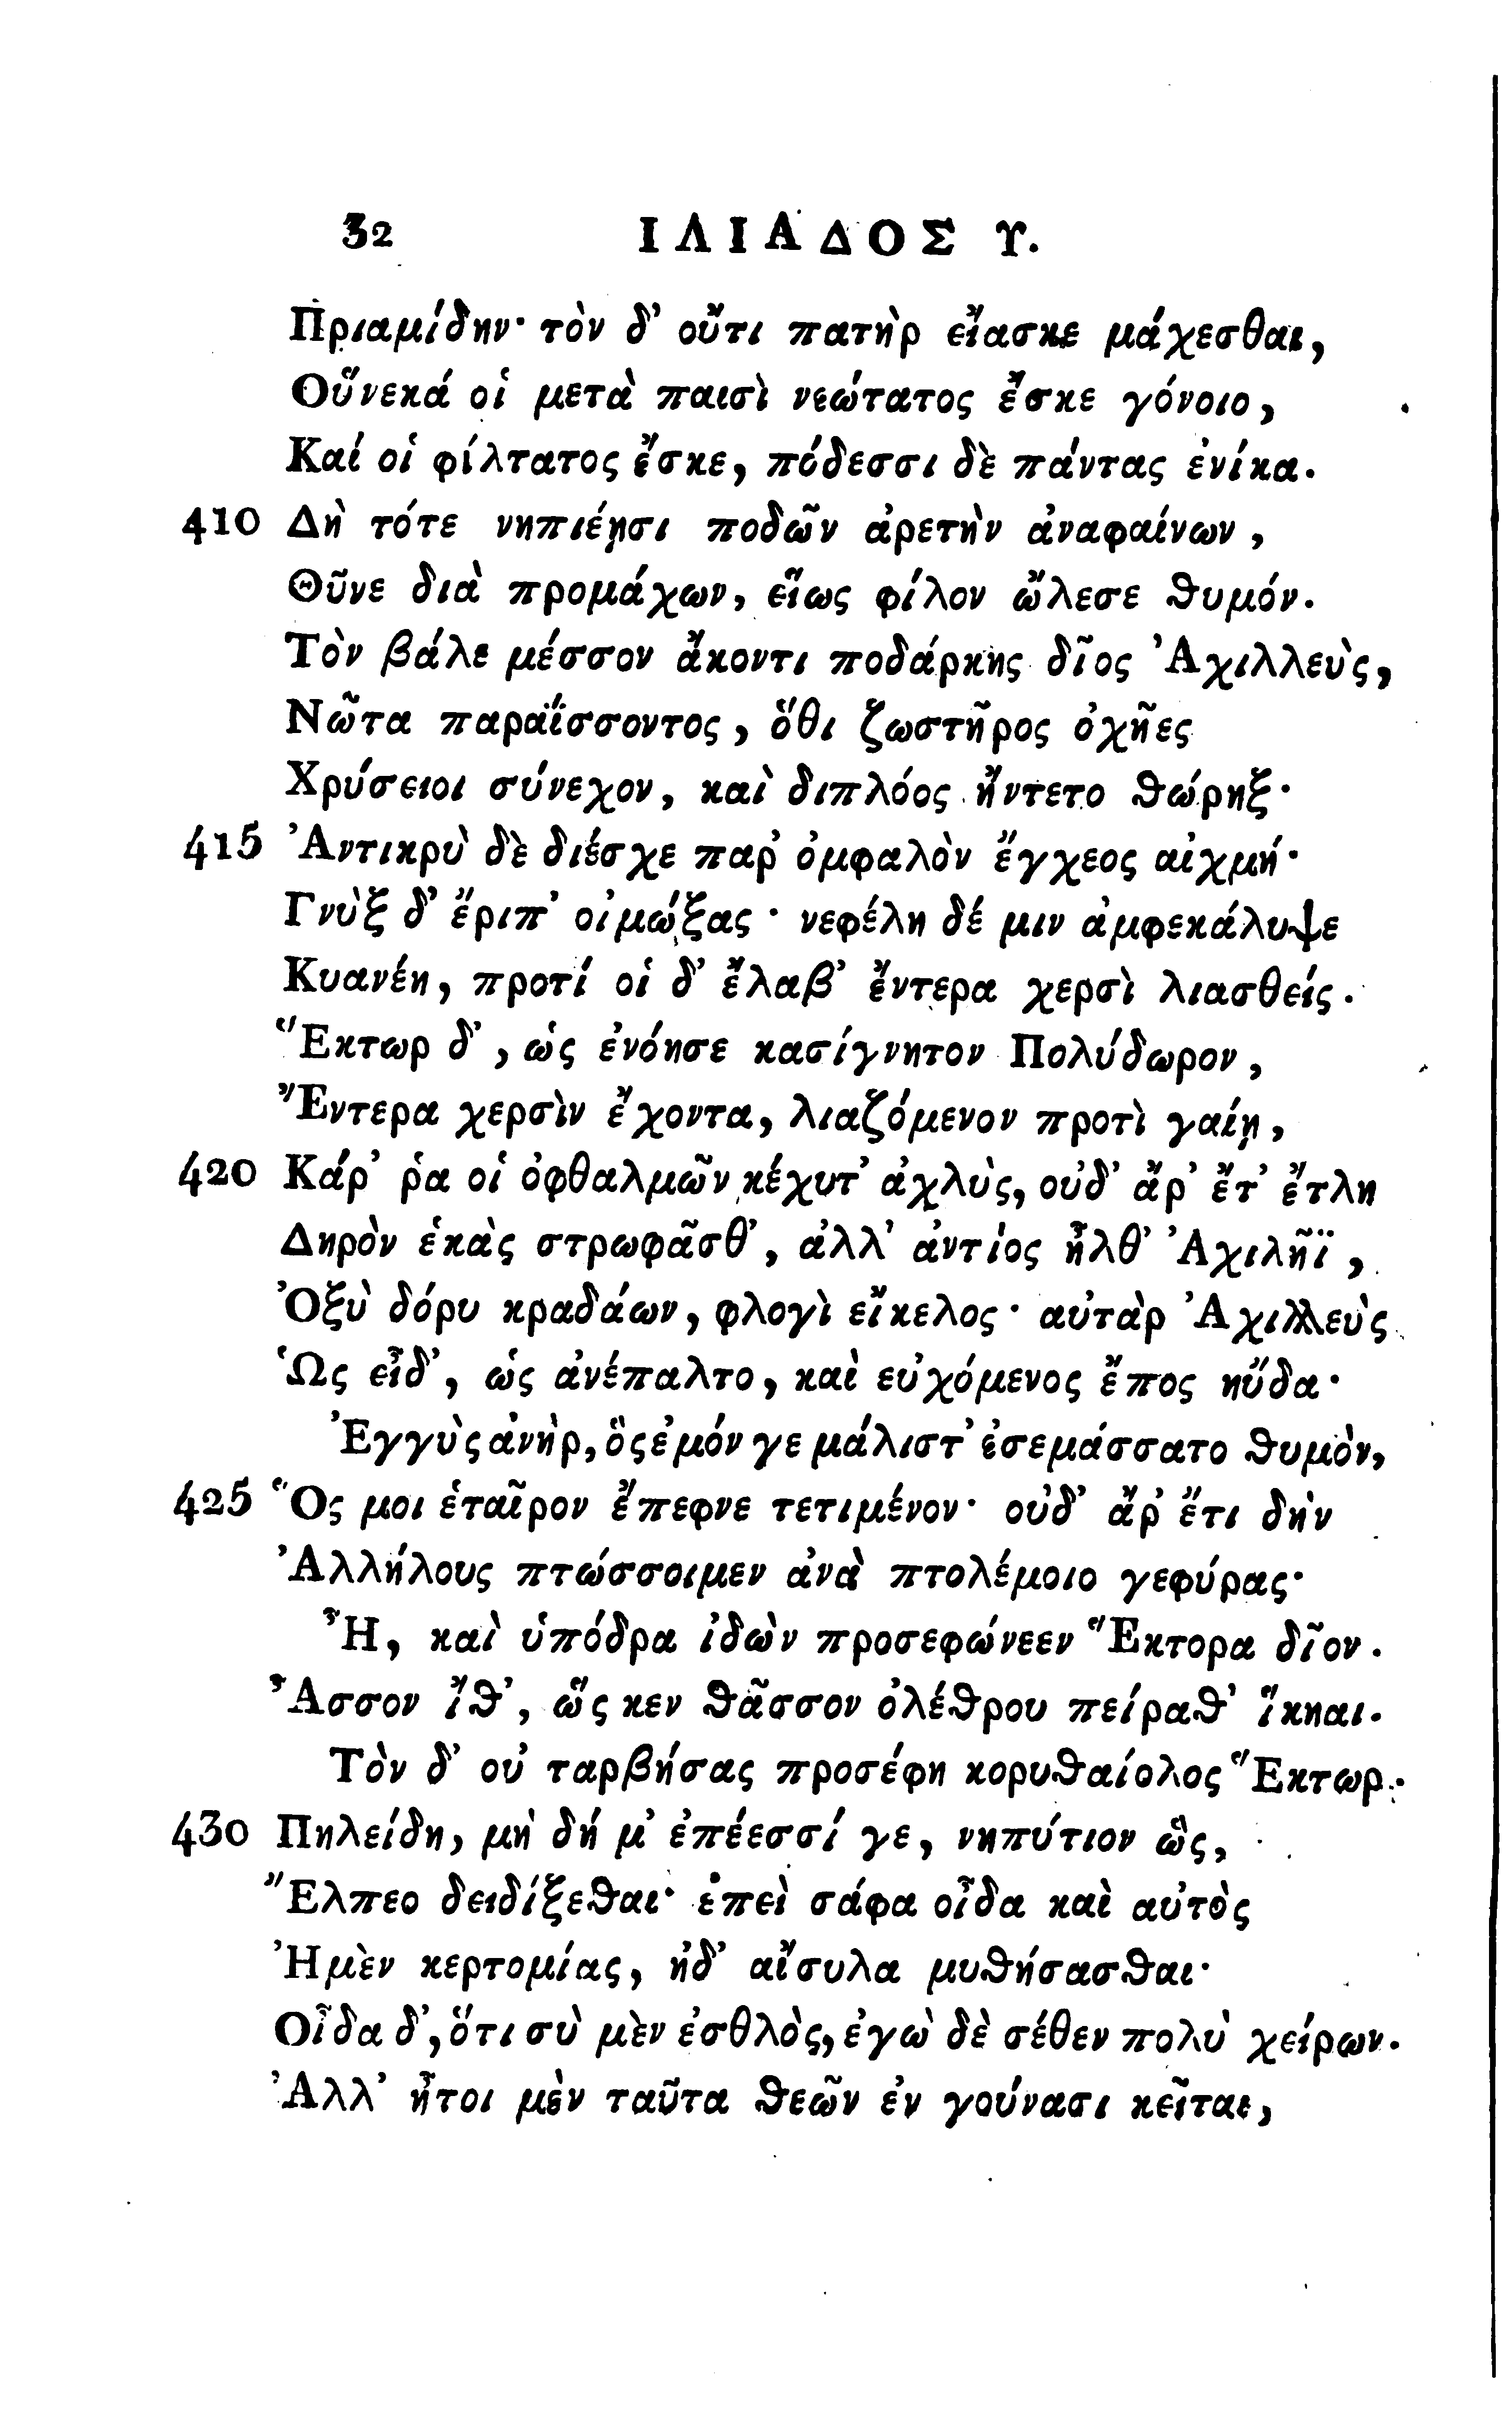 32 ΙΛΙΑΔΟΣ Υ.
Πριαμίδην· τὸν δ’ οὔτι πατὴρ εἴασκε μάχεσθαι,
Οὕνεκά οἱ μετὰ παισὶ νεώτατος ἔσκε γόνοιο,
Καί οἱ φίλτατος ἔσκε, πόδεσσι δὲ πάντας ἐνίκα.
410 Δὴ τότε νηπιέῃσι ποδῶν ἀρετὴν ἀναφαίνων,
Θῦνε διὰ προμάχων, εἵως φίλον ὤλεσε ϑυμόν.
Τὸν βάλε μέσσον ἄκοντι ποδάρκης δῖος Ἀχιλλεὺς,
Νῶτα παραΐσσοντος, ὅθι ζωστῆρος ὀχῆες
Χρύσειοι σύνεχον, καὶ διπλόος ἤντετο ϑώρηξ·
415 Ἀντικρὺ δὲ διέσχε παρ’ ὀμφαλὸν ἔγχεος αἰχμή·
Γνὺξ δ’ ἔριπ’ οἰμώξας· νεφέλη δέ μιν ἀμφεκάλυψε
Κυανέη, προτί οἱ δ’ ἔλαβ’ ἔντερα χερσὶ λιασθείς.
Ἕκτωρ δ’, ὡς ἐνόησε κασίγνητον Πολύδωρον,
Ἔντερα χερσὶν ἔχοντα, λιαζόμενον προτὶ γαίῃ,
420 Κάρ’ ῥα οἱ ὀφθαλμῶν κέχυτ’ ἀχλὺς, οὐδ’ ἄρ’ ἔτ’ ἔτλη
Δηρὸν ἑκὰς στρωφᾶσθ’, ἀλλ’ ἀντίος ἦλθ’ Ἀχιλῆϊ,
Ὀξὺ δόρυ κραδάων, φλογὶ εἴκελος· αὐτὰρ Ἀχιλλεὺς
Ὡς εἶδ’, ὡς ἀνέπαλτο, καὶ εὐχόμενος ἔπος ηὔδα·
Ἐγγὺς ἀνὴρ, ὃς ἐμόν γε μάλιστ’ ἐσεμάσσατο ϑυμὸν,
425 Ὅς μοι ἑταῖρον ἔπεφνε τετιμένον· οὐδ’ ἄρ’ ἔτι δὴν
Ἀλλήλους πτώσσοιμεν ἀνὰ πτολέμοιο γεφύρας·
Ἦ, καὶ ὑπόδρα ἰδὼν προσεφώνεεν Ἕκτορα δῖον.
Ἆσσον ἴϑ’, ὥς κεν ϑᾶσσον ὀλέϑρου πείραϑ’ ἵκηαι.
Τὸν δ’ οὐ ταρβήσας προσέφη κορυϑαίολος Ἕκτωρ·
430 Πηλείδη, μὴ δή μ’ ἐπέεσσί γε, νηπύτιον ὣς,
Ἔλπεο δειδίξεϑαι· ἐπεὶ σάφα οἶδα καὶ αὐτὸς
Ἠμὲν κερτομίας, ἠδ’ αἴσυλα μυϑήσασϑαι·
Οἶδα δ’, ὅτι σὺ μὲν ἐσθλὸς, ἐγὼ δὲ σέθεν πολὺ χείρων.
Ἀλλ’ ἤτοι μὲν ταῦτα ϑεῶν ἐν γούνασι κεῖται,